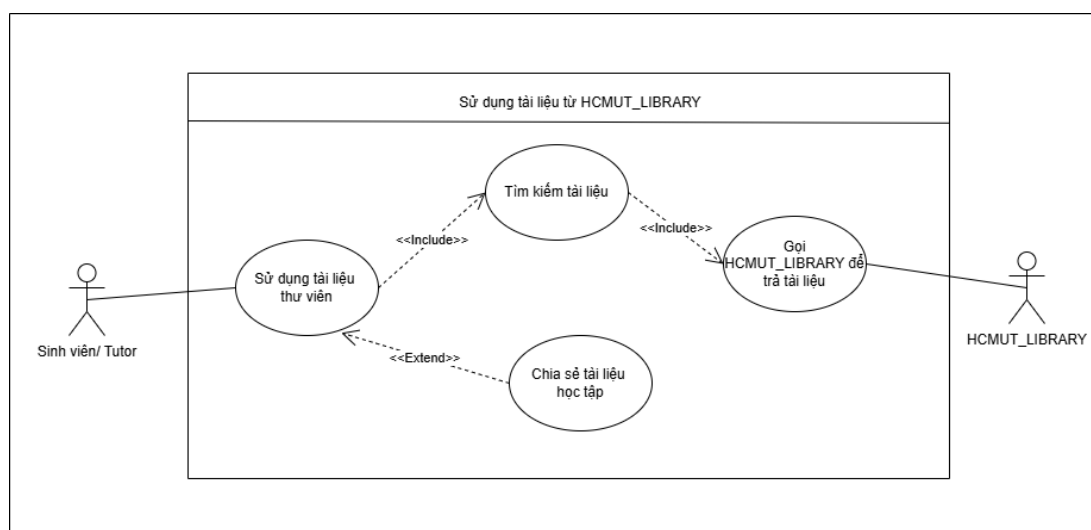 Sử dụng tài liệu từ HCMUT_LIBRARY
Tìm kiếm tài liệu
<<Include>>
<<Include>>
Gọi
HCMUT_LIBRARY để
trả tài liệu
Sử dụng tài liệu
thư viên
Sinh viên/ Tutor
HCMUT_LIBRARY
<<Extend>>
Chia sẻ tài liệu
học tập